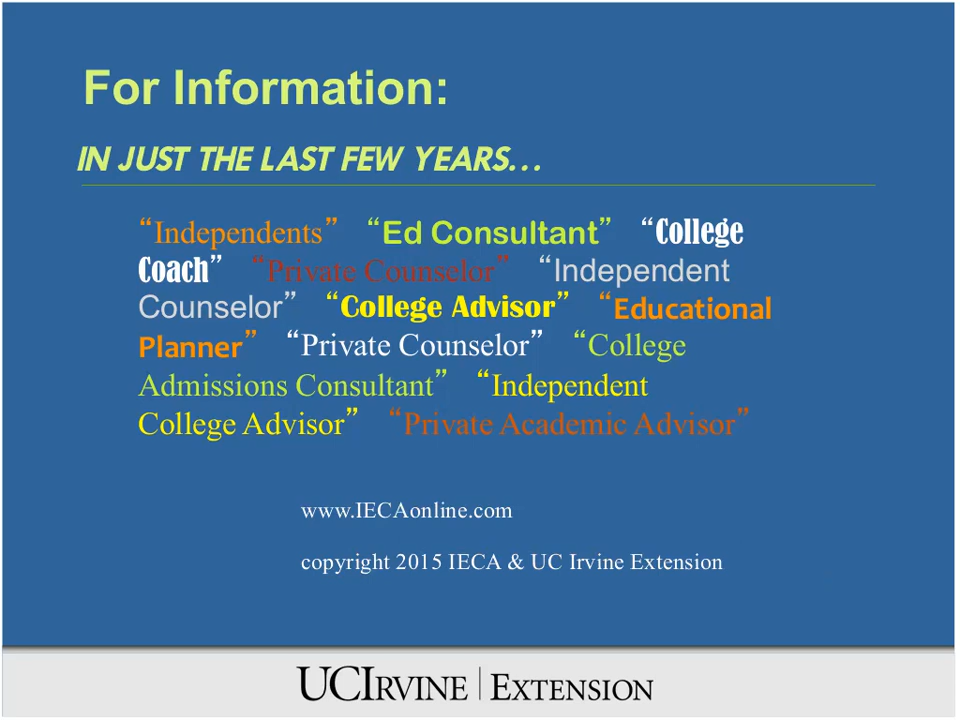 For Information:
IN JUST THE LAST FEW YEARS…
“Independents” “Ed Consultant” “College
Coach” “Private Counselor” “Independent
Counselor” “College Advisor” “Educational
Planner” “Private Counselor” “College
Admissions Consultant” “Independent
College Advisor” “Private Academic Advisor”
www.IECAonline.com
copyright 2015 IECA & UC Irvine Extension
UCIRVINE | EXTENSION